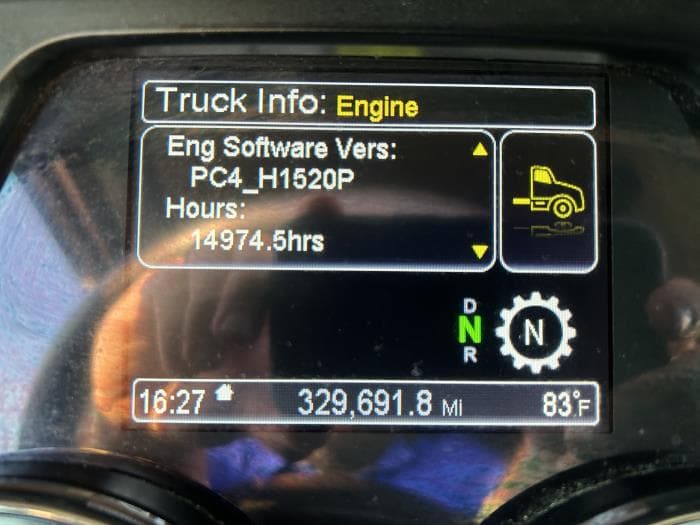 Truck Info: Engine
Eng Software Vers:
PC4_H1520P
Hours:
14974.5hrs
D
N N
R
16:27 329,691.8 MI 83°F